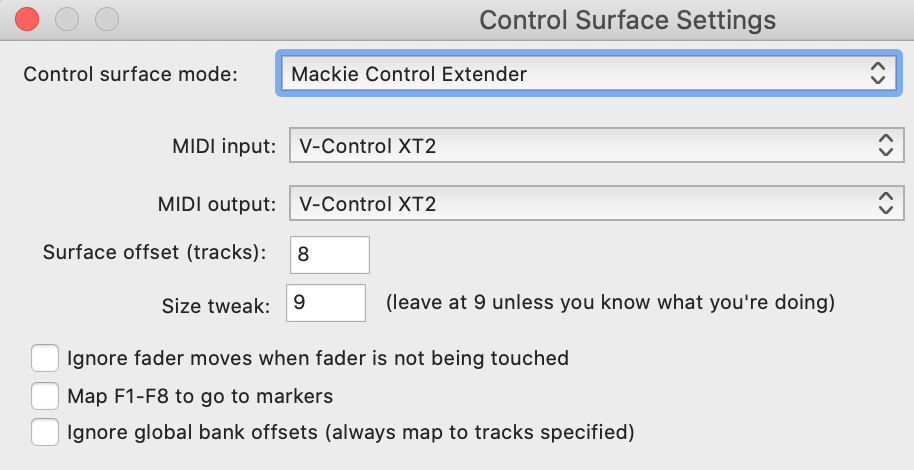 Control Surface Settings
Control surface mode: Mackie Control Extender
MIDI input: V-Control XT2
MIDI output: V-Control XT2
Surface offset (tracks): 8
Size tweak: 9 (leave at 9 unless you know what you're doing)
Ignore fader moves when fader is not being touched
Map F1-F8 to go to markers
Ignore global bank offsets (always map to tracks specified)